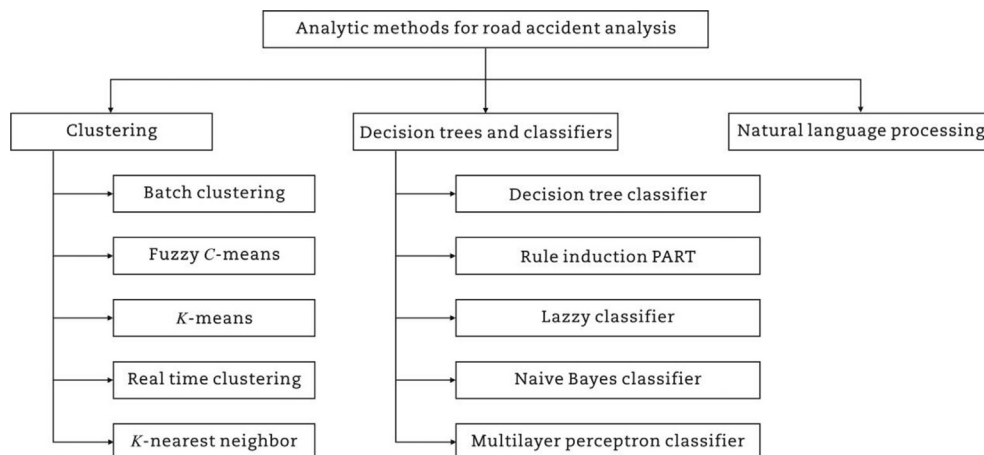 Analytic methods for road accident analysis
Clustering
Decision trees and classifiers
Natural language processing
Batch clustering
Decision tree classifier
Fuzzy C-means
Rule induction PART
K-means
Lazzy classifier
Real time clustering
Naive Bayes classifier
K-nearest neighbor
Multilayer perceptron classifier